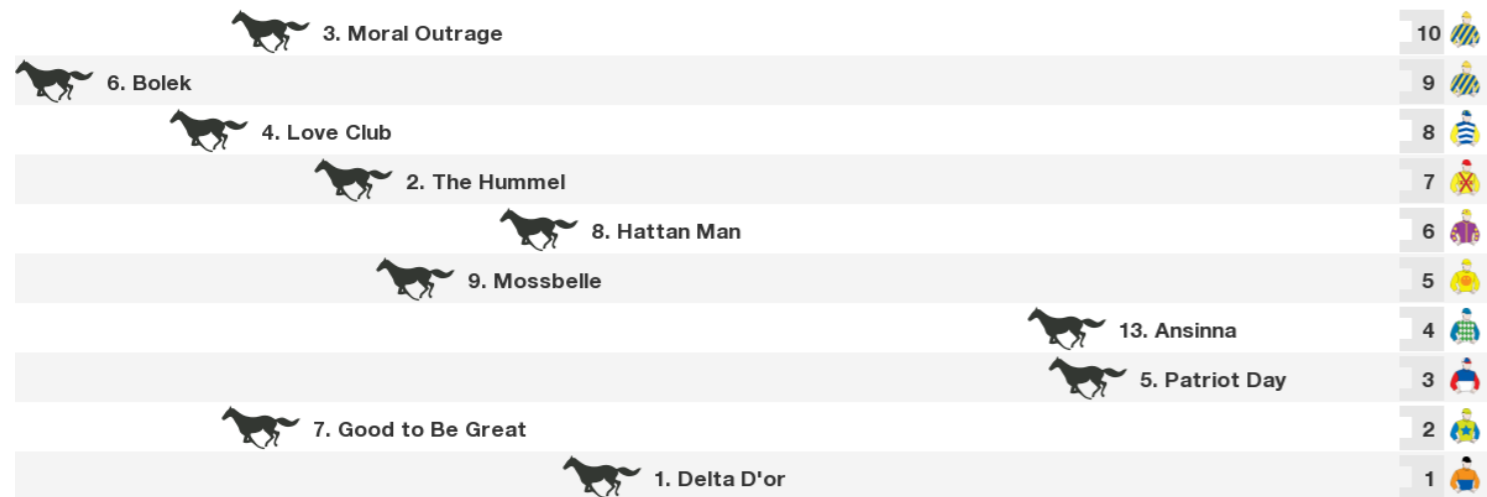 3. Moral Outrage 10
6. Bolek 9
4. Love Club 8
2. The Hummel 7
8. Hattan Man 6
9. Mossbelle 5
13. Ansinna 4
5. Patriot Day 3
7. Good to Be Great 2
1. Delta D'or 1